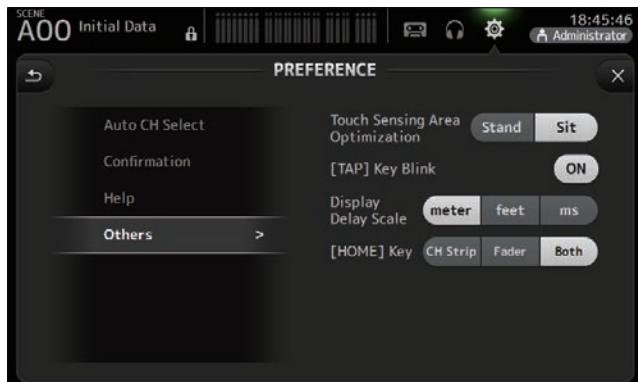 SCENE
A00 Initial Data
18:45:46
Administrator
PREFERENCE
Auto CH Select
Confirmation
Help
Others >
Touch Sensing Area
Optimization
Stand Sit
[TAP] Key Blink ON
Display
Delay Scale
meter feet ms
[HOME] Key CH Strip Fader Both